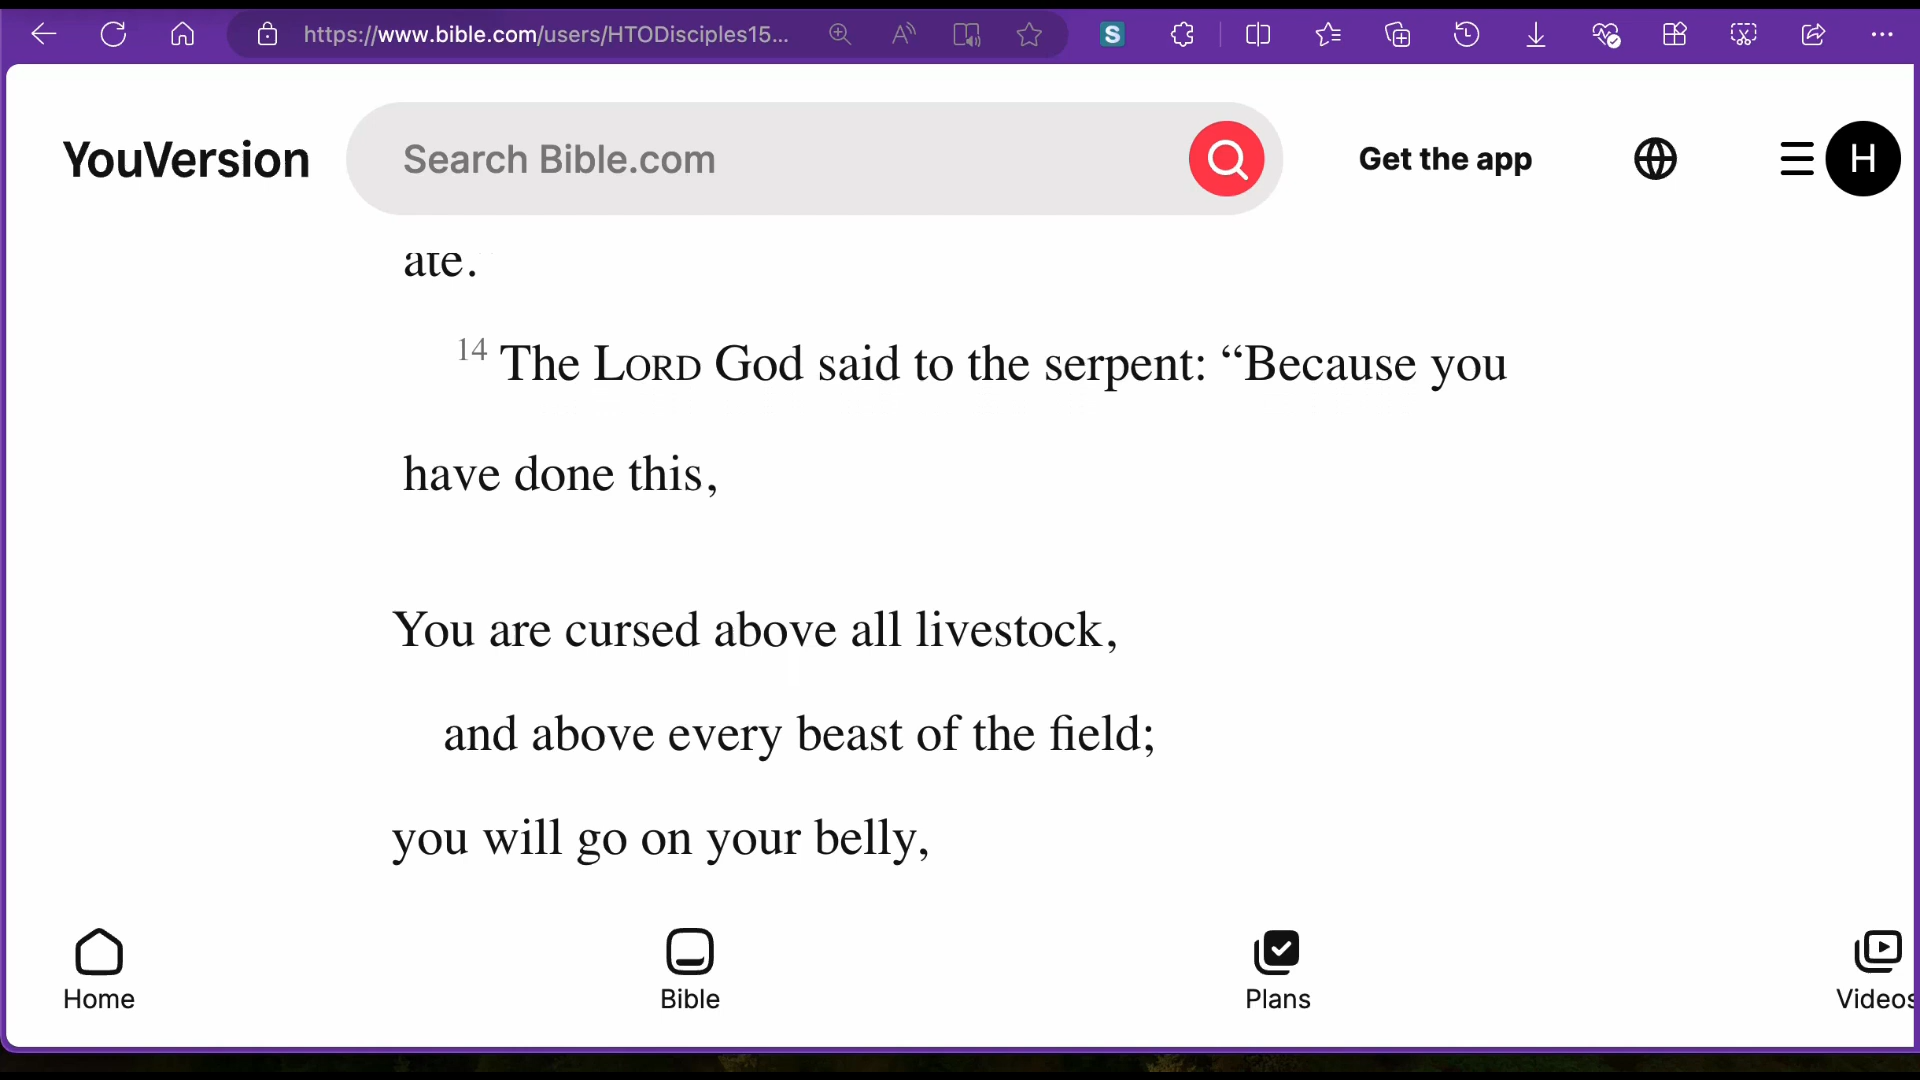 https://www.bible.com/users/HTODisciples15...
S
YouVersion
Search Bible.com
Get the app
H
ate.
14 The LORD God said to the serpent: “Because you
have done this,
You are cursed above all livestock,
and above every beast of the field;
you will go on your belly,
Home
Bible
Plans
Videos